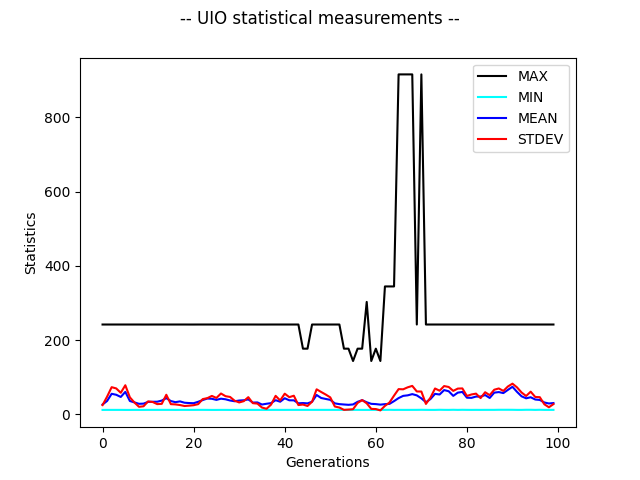 -- UIO statistical measurements --
MAX
MIN
MEAN
STDEV
Statistics
800
600
400
200
0
0 20 40 60 80 100
Generations